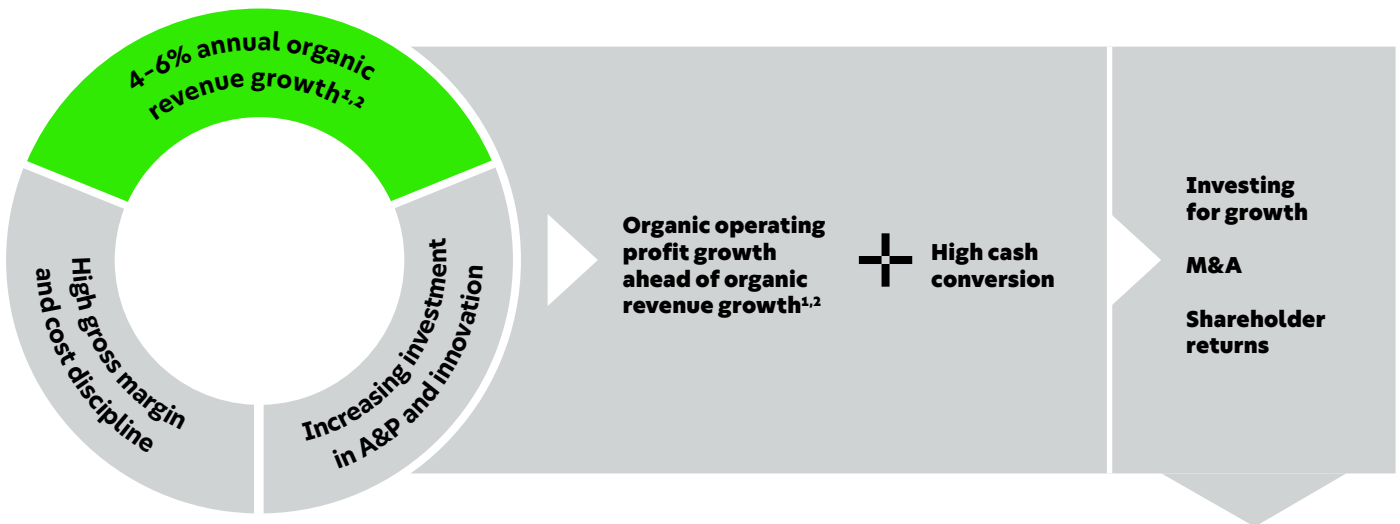 4-6% annual organic
revenue growth¹,²
High gross margin
and cost discipline
Increasing investment
in A&P and innovation
Organic operating
profit growth
ahead of organic
revenue growth¹,²
High cash
conversion
Investing
for growth
M&A
Shareholder
returns